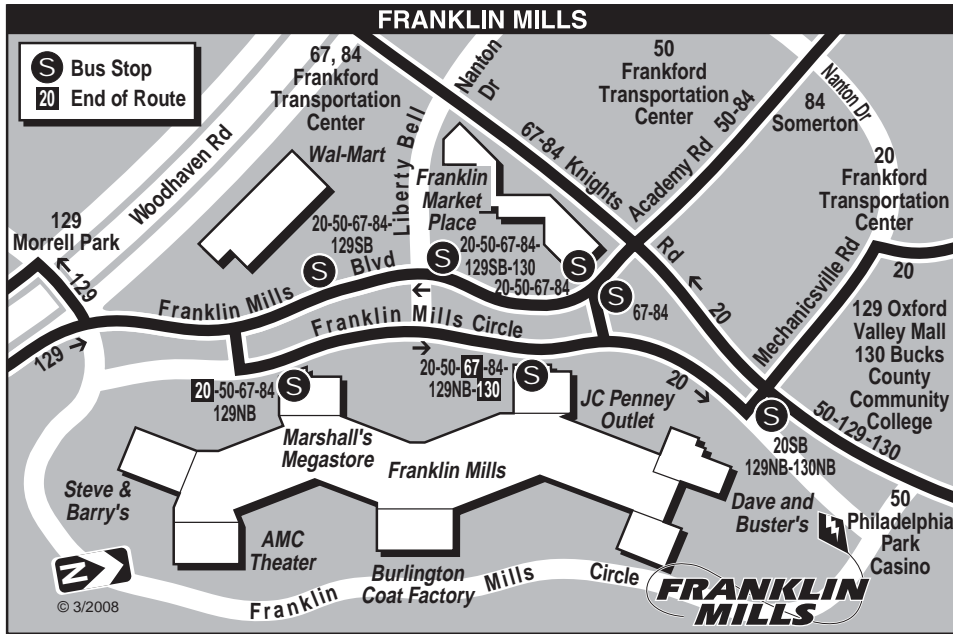 FRANKLIN MILLS
S Bus Stop
20 End of Route
67, 84
Frankford
Transportation
Center
Nanton
Dr
50
Frankford
Transportation
Center
50-84
Nanton Dr
84
Somerton
20
Frankford
Transportation
Center
Woodhaven Rd
Wal-Mart
Liberty Bell
Franklin
Market
Place
67-84 Knights
Rd
Academy Rd
129
Morrell Park
←129
20-50-67-84-
129SB
S
Blvd
S
20-50-67-84-
129SB-130
S
20-50-67-84
S
67-84
← 20
Mechanicsville Rd
20
Franklin Mills
←
Franklin Mills Circle
→
129→
129 Oxford
Valley Mall
130 Bucks
County
Community
College
20-50-67-84
129NB
S
20-50-67-84-
129NB-130
S
20 →
JC Penney
Outlet
S
20SB
129NB-130NB
50-129-130
Marshall's
Megastore
Franklin Mills
Steve &
Barry's
AMC
Theater
Burlington
Coat Factory
Dave and
Buster's
50
Philadelphia
Park
Casino
N
© 3/2008
Franklin Mills Circle
FRANKLIN
MILLS